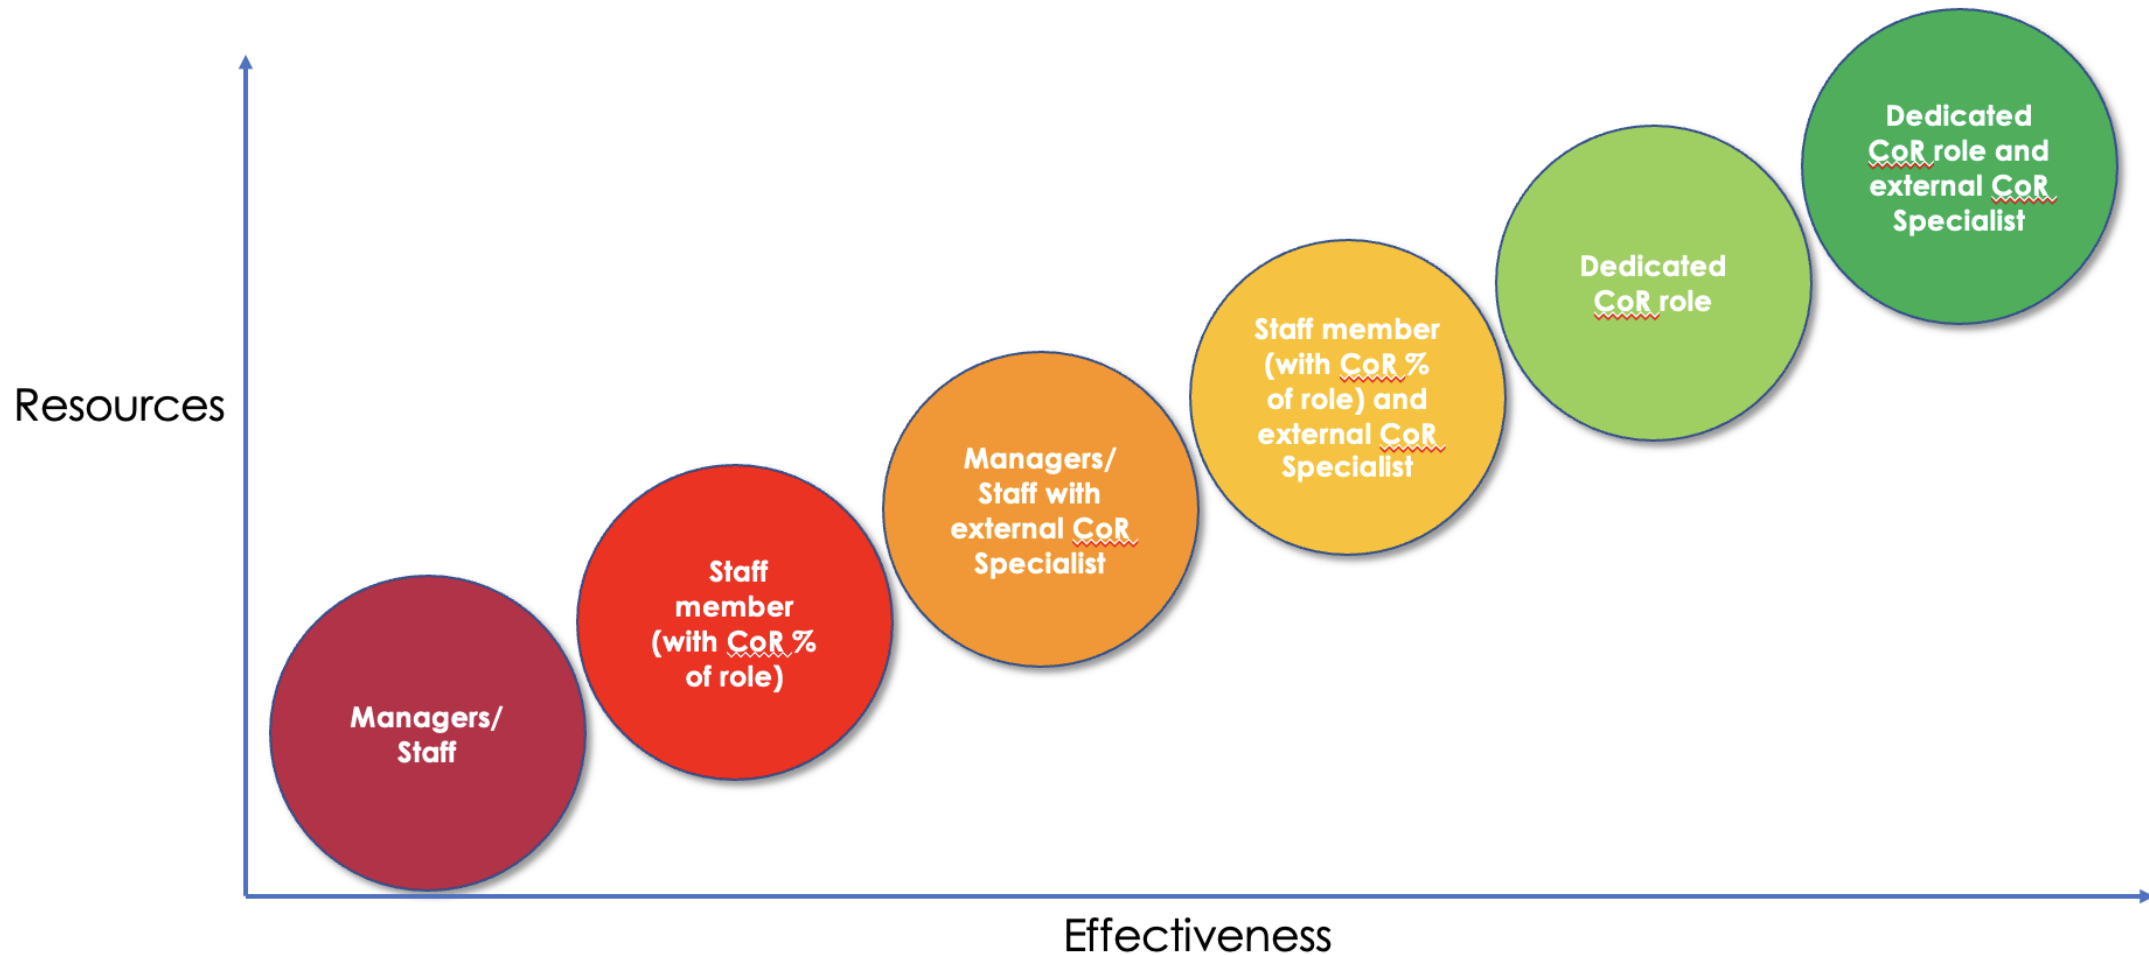 Resources
Managers/
Staff
Staff
member
(with CoR %
of role)
Managers/
Staff with
external CoR
Specialist
Staff member
(with CoR %
of role) and
external CoR
Specialist
Dedicated
CoR role
Dedicated
CoR role and
external CoR
Specialist
Effectiveness